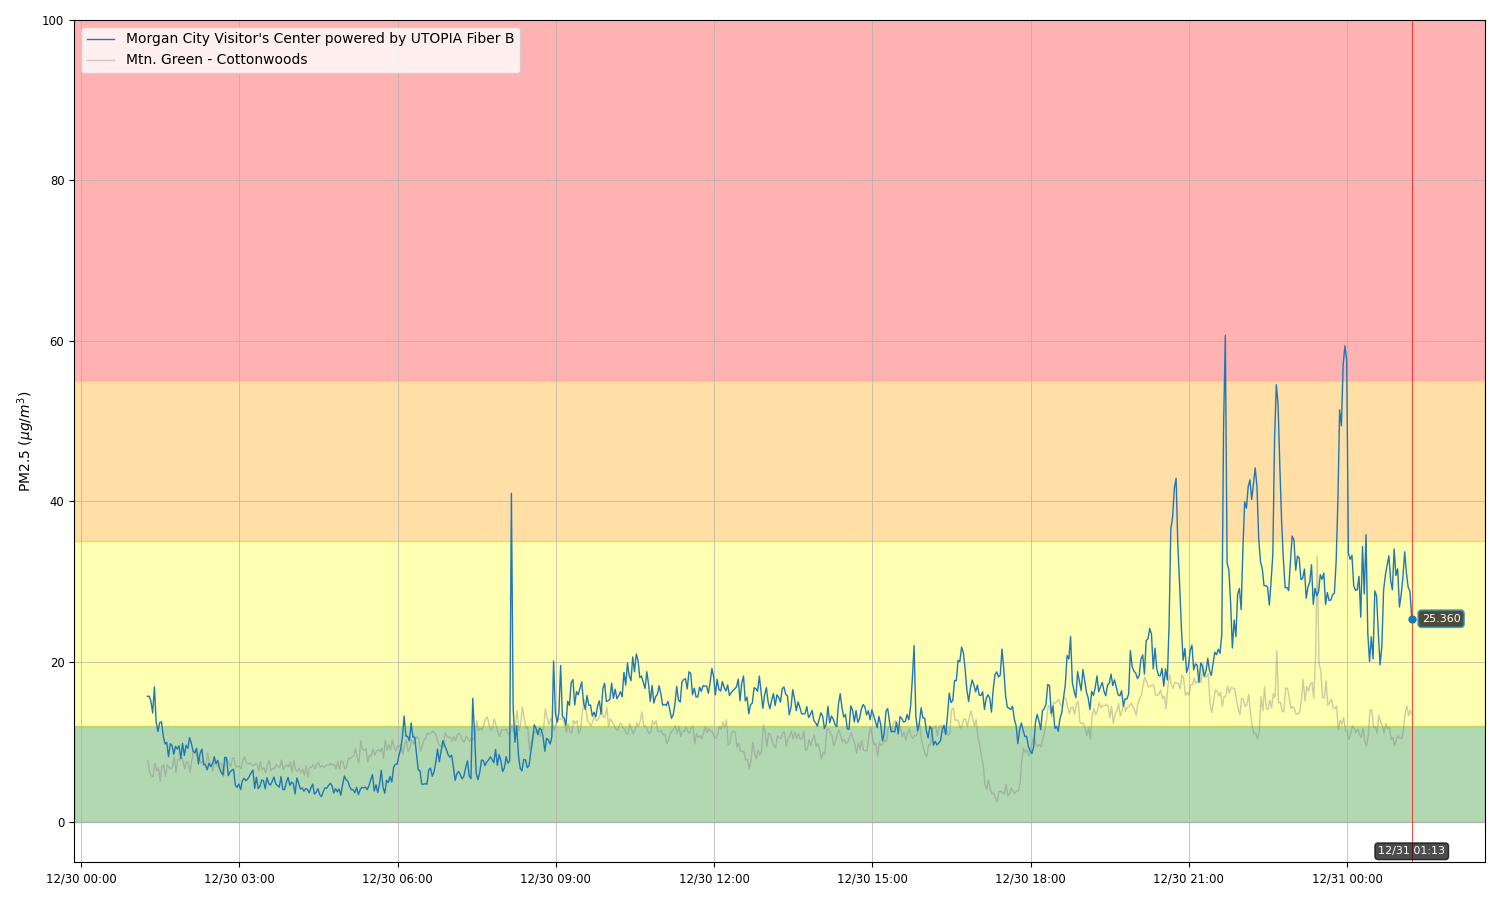 100
Morgan City Visitor's Center powered by UTOPIA Fiber B
Mtn. Green - Cottonwoods
80
60
40
20
0
PM2.5 (μg/m³)
25.360
12/31 01:13
12/30 00:00 12/30 03:00 12/30 06:00 12/30 09:00 12/30 12:00 12/30 15:00 12/30 18:00 12/30 21:00 12/31 00:00